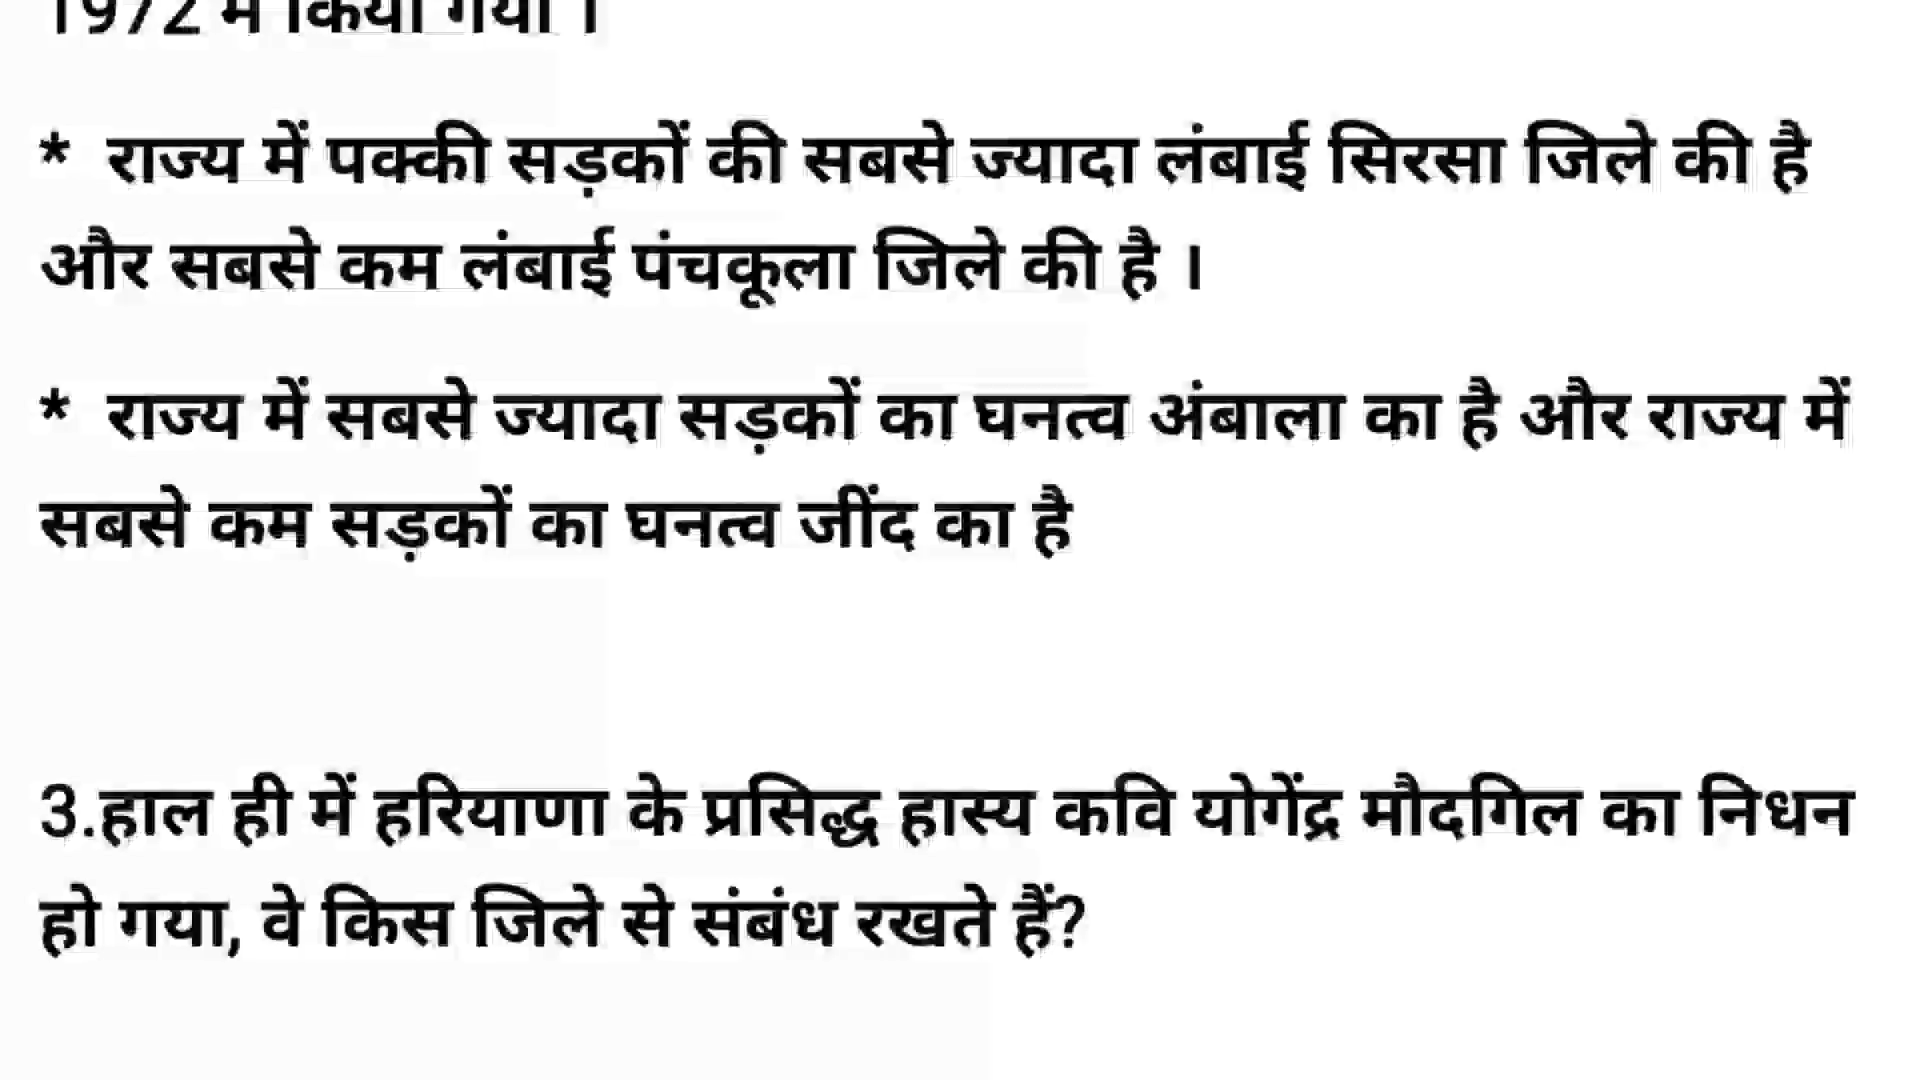 1972 में किया गया ।
* राज्य में पक्की सड़कों की सबसे ज्यादा लंबाई सिरसा जिले की है
और सबसे कम लंबाई पंचकूला जिले की है ।
* राज्य में सबसे ज्यादा सड़कों का घनत्व अंबाला का है और राज्य में
सबसे कम सड़कों का घनत्व जींद का है
3.हाल ही में हरियाणा के प्रसिद्ध हास्य कवि योगेंद्र मौदगिल का निधन
हो गया, वे किस जिले से संबंध रखते हैं?